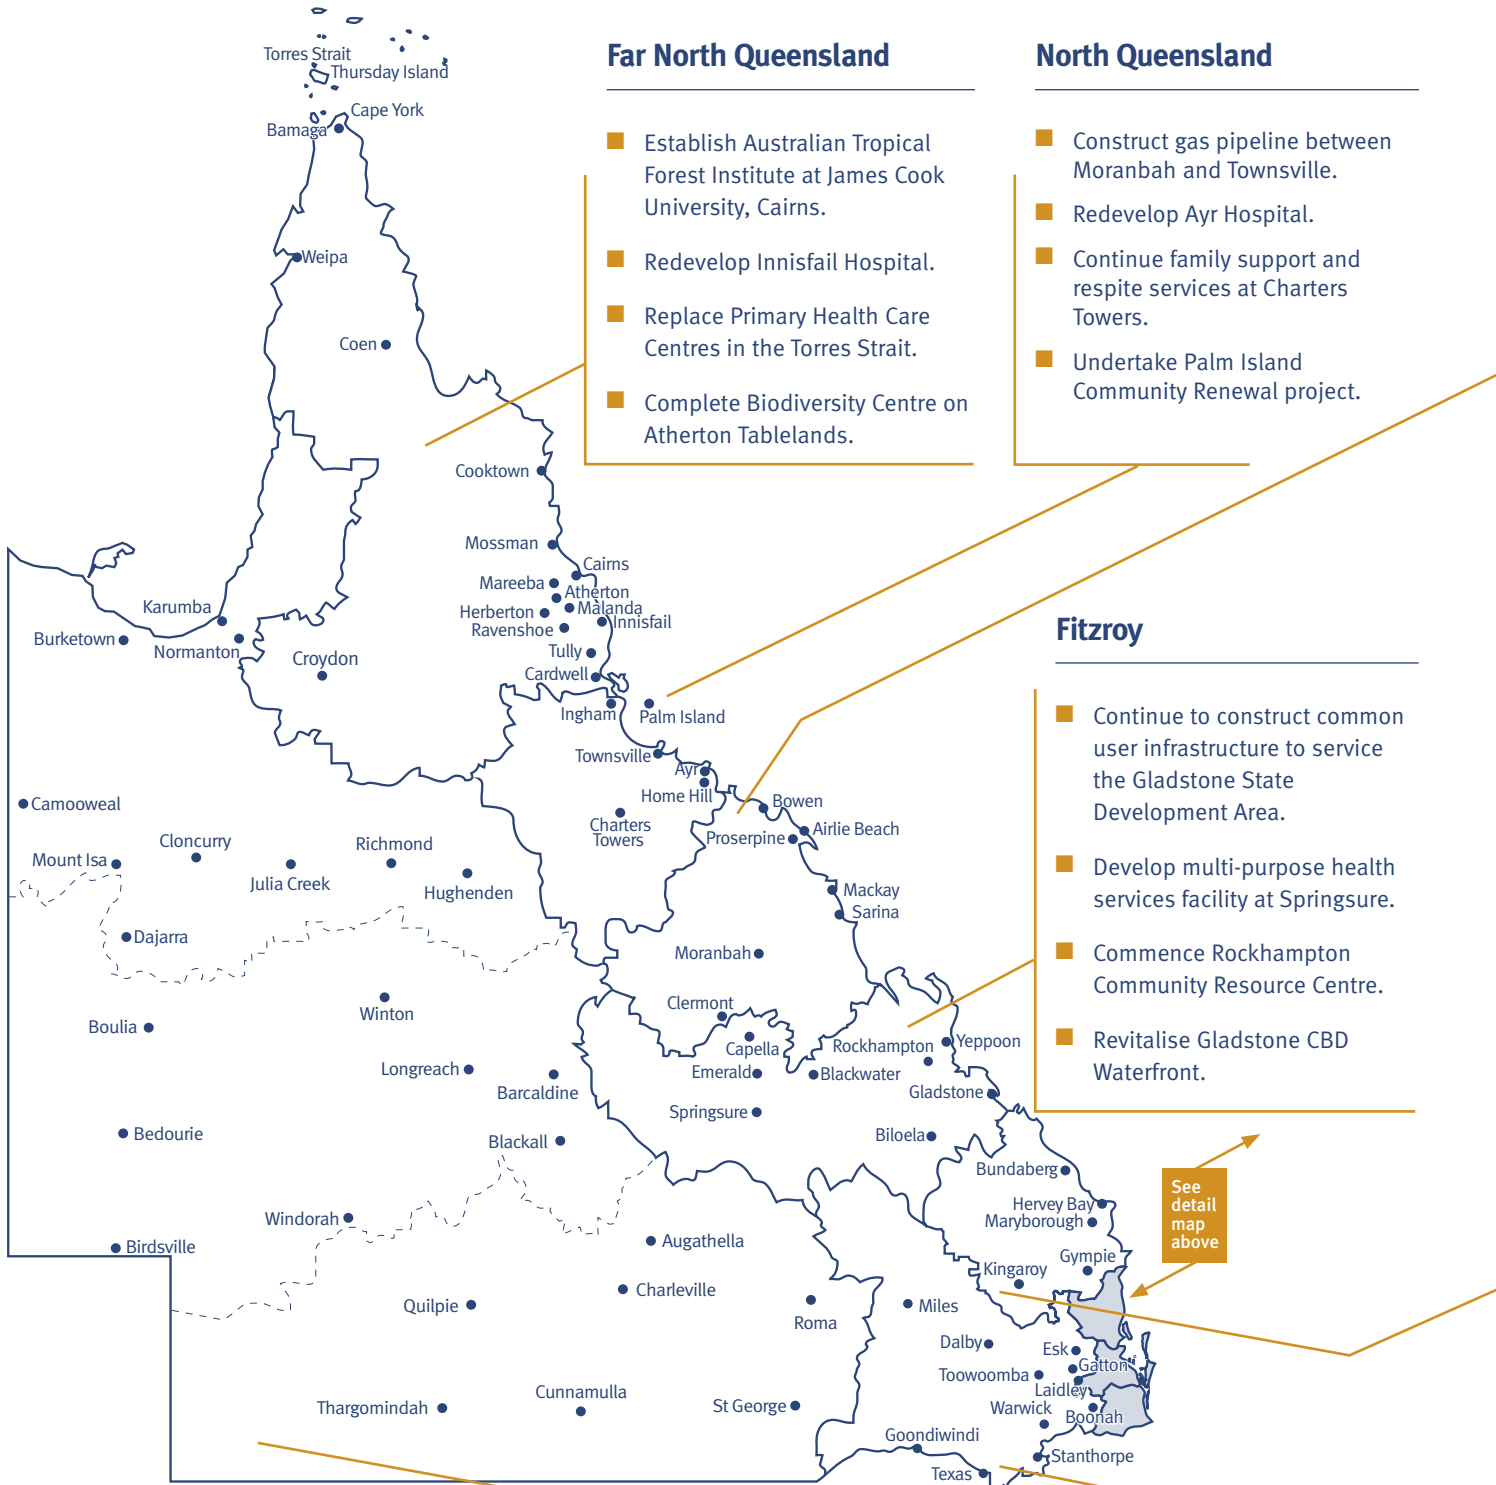 Far North Queensland
Establish Australian Tropical
Forest Institute at James Cook
University, Cairns.
Redevelop Innisfail Hospital.
Replace Primary Health Care
Centres in the Torres Strait.
Complete Biodiversity Centre on
Atherton Tablelands.
North Queensland
Construct gas pipeline between
Moranbah and Townsville.
Redevelop Ayr Hospital.
Continue family support and
respite services at Charters
Towers.
Undertake Palm Island
Community Renewal project.
Fitzroy
Continue to construct common
user infrastructure to service
the Gladstone State
Development Area.
Develop multi-purpose health
services facility at Springsure.
Commence Rockhampton
Community Resource Centre.
Revitalise Gladstone CBD
Waterfront.
See
detail
map
above
Torres Strait
Thursday Island
Cape York
Bamaga
Weipa
Coen
Cooktown
Mossman
Cairns
Mareeba
Atherton
Malanda
Herberton
Innisfail
Ravenshoe
Tully
Cardwell
Karumba
Burketown
Normanton
Croydon
Ingham
Palm Island
Townsville
Ayr
Home Hill
Charters
Towers
Bowen
Airlie Beach
Proserpine
Camooweal
Cloncurry
Mount Isa
Julia Creek
Richmond
Hughenden
Mackay
Sarina
Dajarra
Moranbah
Winton
Clermont
Boulia
Capella
Rockhampton
Yeppoon
Longreach
Barcaldine
Emerald
Blackwater
Gladstone
Springsure
Bedourie
Blackall
Biloela
Bundaberg
Hervey Bay
Maryborough
Windorah
Birdsville
Augathella
Gympie
Kingaroy
Charleville
Quilpie
Roma
Miles
Dalby
Esk
Gatton
Toowoomba
Laidley
Cunnamulla
Thargomindah
St George
Warwick
Boonah
Goondiwindi
Stanthorpe
Texas